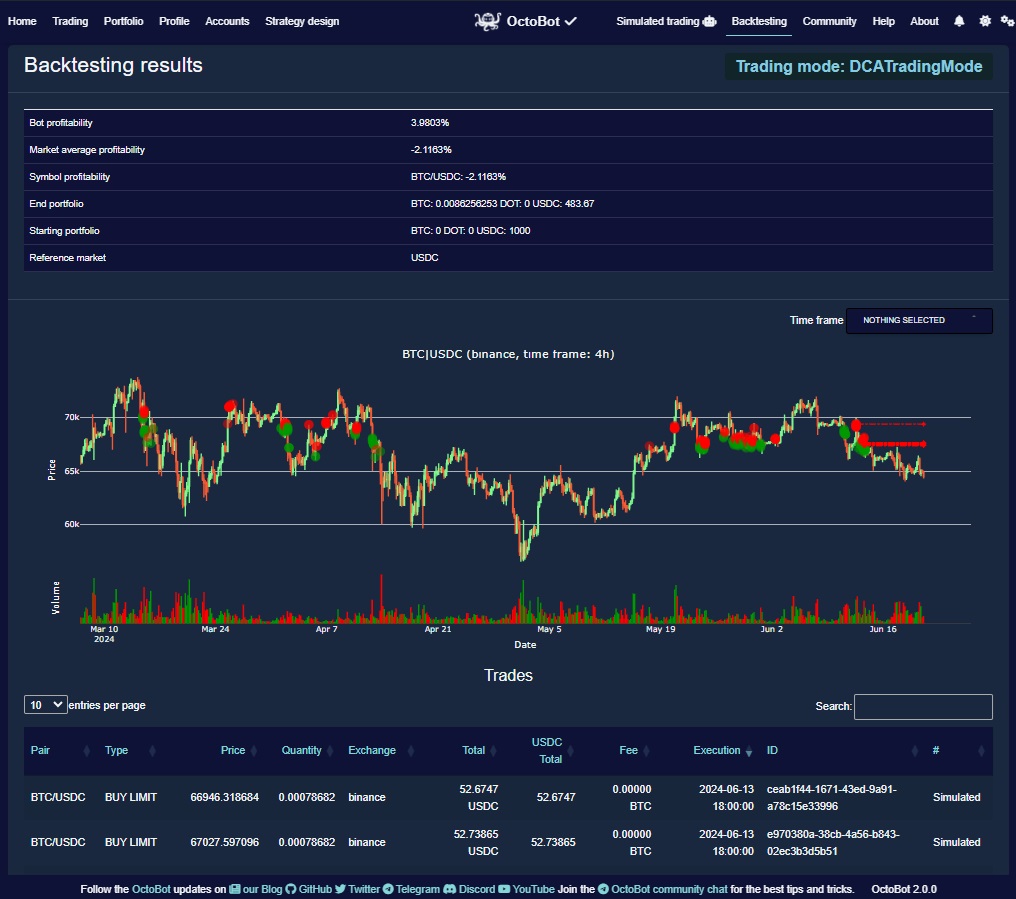 Home Trading Portfolio Profile Accounts Strategy design OctoBot Simulated trading Backtesting Community Help About
Backtesting results
Trading mode: DCATradingMode
Bot profitability 3.9803%
Market average profitability -2.1163%
Symbol profitability BTC/USDC: -2.1163%
End portfolio BTC: 0.0086256253 DOT: 0 USDC: 483.67
Starting portfolio BTC: 0 DOT: 0 USDC: 1000
Reference market USDC
Time frame NOTHING SELECTED
BTC|USDC (binance, time frame: 4h)
70k
65k
60k
Price
Volume
Mar 10 Mar 24 Apr 7 Apr 21 May 5 May 19 Jun 2 Jun 16
2024
Date
Trades
10 entries per page
Search:
Pair Type Price Quantity Exchange Total USDC Total Fee Execution ID #
BTC/USDC BUY LIMIT 66946.318684 0.00078682 binance 52.6747 USDC 52.6747 0.00000 BTC 2024-06-13 18:00:00 ceab1f44-1671-43ed-9a91-a78c15e33996 Simulated
BTC/USDC BUY LIMIT 67027.597096 0.00078682 binance 52.73865 USDC 52.73865 0.00000 BTC 2024-06-13 18:00:00 e970380a-38cb-4a56-b843-02ec3b3d5b51 Simulated
Follow the OctoBot updates on our Blog GitHub Twitter Telegram Discord YouTube Join the OctoBot community chat for the best tips and tricks. OctoBot 2.0.0